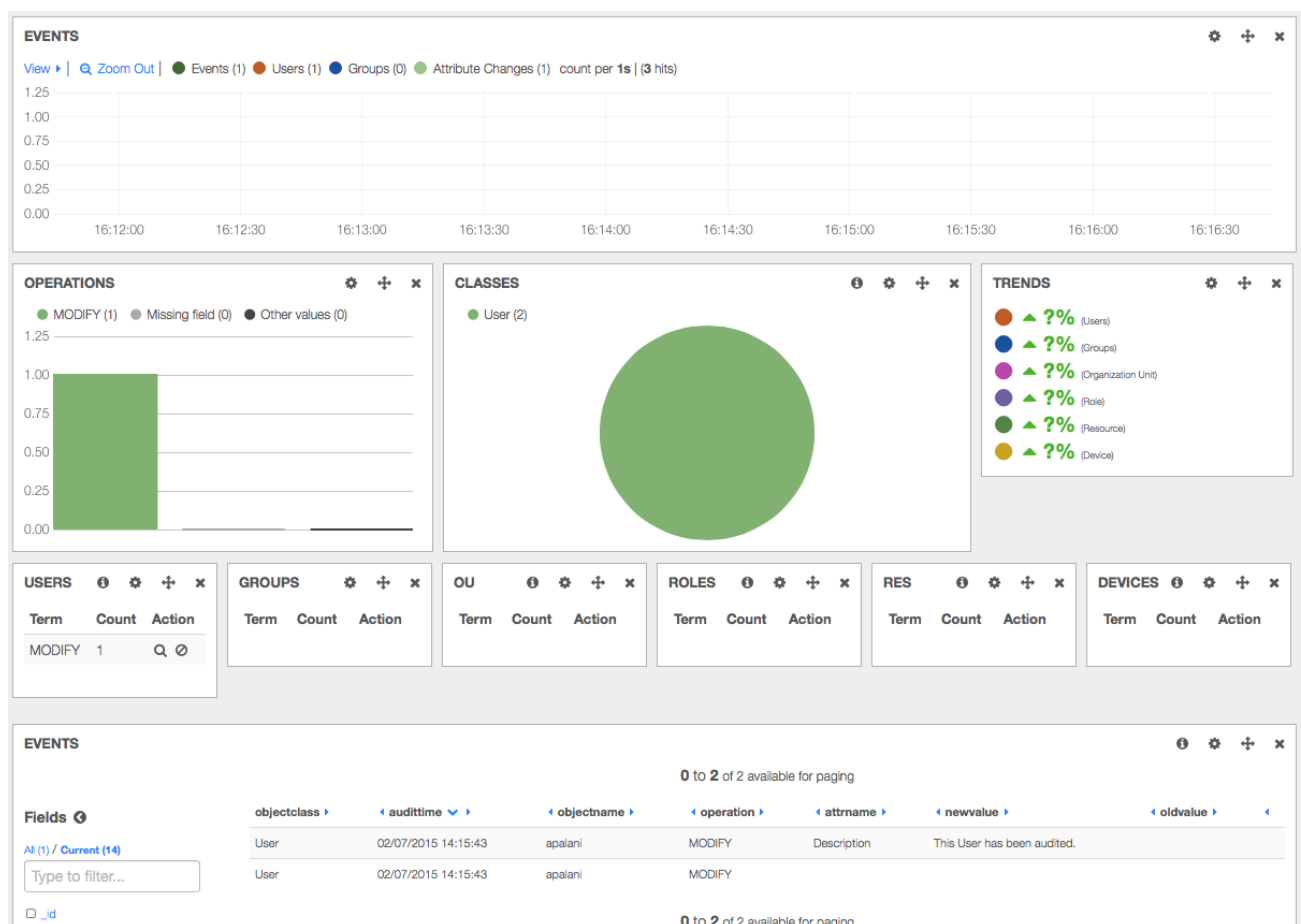 EVENTS
View | Zoom Out | Events (1) Users (1) Groups (0) Attribute Changes (1) count per 1s | (3 hits)
1.25
1.00
0.75
0.50
0.25
0.00
16:12:00 16:12:30 16:13:00 16:13:30 16:14:00 16:14:30 16:15:00 16:15:30 16:16:00 16:16:30
OPERATIONS
MODIFY (1) Missing field (0) Other values (0)
1.25
1.00
0.75
0.50
0.25
0.00
CLASSES
User (2)
TRENDS
?% (Users)
?% (Groups)
?% (Organization Unit)
?% (Role)
?% (Resource)
?% (Device)
USERS
Term Count Action
MODIFY 1
GROUPS
Term Count Action
OU
Term Count Action
ROLES
Term Count Action
RES
Term Count Action
DEVICES
Term Count Action
EVENTS
0 to 2 of 2 available for paging
Fields
All (1) / Current (14)
Type to filter...
_id
objectclass audittime objectname operation attrname newvalue oldvalue
User 02/07/2015 14:15:43 apalani MODIFY Description This User has been audited.
User 02/07/2015 14:15:43 apalani MODIFY
0 to 2 of 2 available for paging